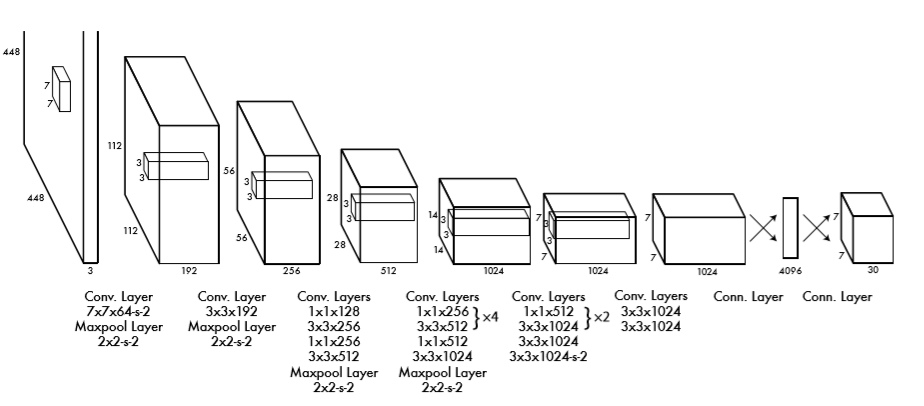 448
7
7
448
3
112
3
3
112
192
56
3
3
56
256
28
3
3
28
512
14
3
3
14
1024
7
3
3
7
1024
7
7
1024
4096
7
7
30
Conv. Layer
7x7x64-s-2
Maxpool Layer
2x2-s-2
Conv. Layer
3x3x192
Maxpool Layer
2x2-s-2
Conv. Layers
1x1x128
3x3x256
1x1x256
3x3x512
Maxpool Layer
2x2-s-2
Conv. Layers
1x1x256
3x3x512 }×4
1x1x512
3x3x1024
Maxpool Layer
2x2-s-2
Conv. Layers
1x1x512
3x3x1024 }×2
3x3x1024
3x3x1024-s-2
Conv. Layers
3x3x1024
3x3x1024
Conn. Layer
Conn. Layer